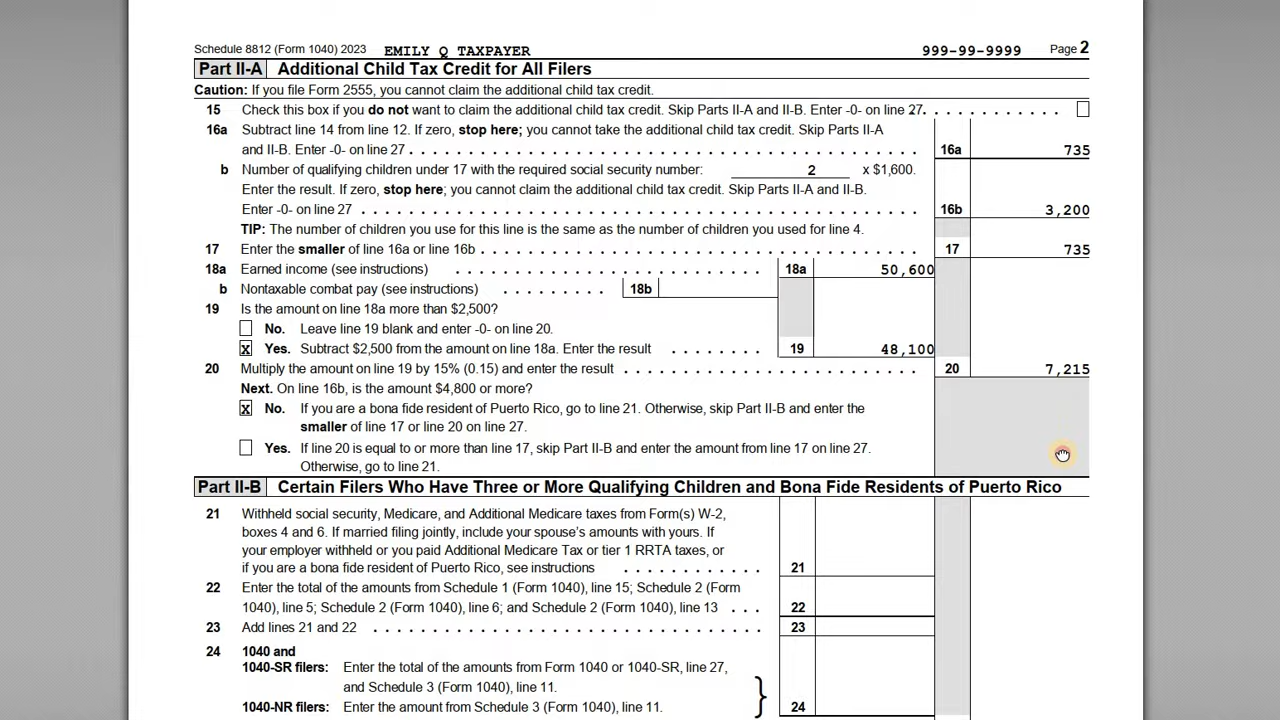 Schedule 8812 (Form 1040) 2023 EMILY Q TAXPAYER 999-99-9999 Page 2
Part II-A Additional Child Tax Credit for All Filers
Caution: If you file Form 2555, you cannot claim the additional child tax credit.
15 Check this box if you do not want to claim the additional child tax credit. Skip Parts II-A and II-B. Enter -0- on line 27. . . . . . . . . . . . .
16a Subtract line 14 from line 12. If zero, stop here; you cannot take the additional child tax credit. Skip Parts II-A
and II-B. Enter -0- on line 27 . . . . . . . . . . . . . . . . . . . . . . . . . . . . . . . . . . . . . . . 16a 735
b Number of qualifying children under 17 with the required social security number: 2 x $1,600.
Enter the result. If zero, stop here; you cannot claim the additional child tax credit. Skip Parts II-A and II-B.
Enter -0- on line 27 . . . . . . . . . . . . . . . . . . . . . . . . . . . . . . . . . . . . . . . . . . . 16b 3,200
TIP: The number of children you use for this line is the same as the number of children you used for line 4.
17 Enter the smaller of line 16a or line 16b . . . . . . . . . . . . . . . . . . . . . . . . . . . . . . . . . 17 735
18a Earned income (see instructions) . . . . . . . . . . . . . . . . . . . . . . . . 18a 50,600
b Nontaxable combat pay (see instructions) . . . . . . . . . 18b
19 Is the amount on line 18a more than $2,500?
No. Leave line 19 blank and enter -0- on line 20.
X Yes. Subtract $2,500 from the amount on line 18a. Enter the result . . . . . . . 19 48,100
20 Multiply the amount on line 19 by 15% (0.15) and enter the result . . . . . . . . . . . . . . . . . . . . . . . 20 7,215
Next. On line 16b, is the amount $4,800 or more?
X No. If you are a bona fide resident of Puerto Rico, go to line 21. Otherwise, skip Part II-B and enter the
smaller of line 17 or line 20 on line 27.
Yes. If line 20 is equal to or more than line 17, skip Part II-B and enter the amount from line 17 on line 27.
Otherwise, go to line 21.
Part II-B Certain Filers Who Have Three or More Qualifying Children and Bona Fide Residents of Puerto Rico
21 Withheld social security, Medicare, and Additional Medicare taxes from Form(s) W-2,
boxes 4 and 6. If married filing jointly, include your spouse's amounts with yours. If
your employer withheld or you paid Additional Medicare Tax or tier 1 RRTA taxes, or
if you are a bona fide resident of Puerto Rico, see instructions . . . . . . . . . . . 21
22 Enter the total of the amounts from Schedule 1 (Form 1040), line 15; Schedule 2 (Form
1040), line 5; Schedule 2 (Form 1040), line 6; and Schedule 2 (Form 1040), line 13 . . . 22
23 Add lines 21 and 22 . . . . . . . . . . . . . . . . . . . . . . . . . . . . . . 23
24 1040 and
1040-SR filers: Enter the total of the amounts from Form 1040 or 1040-SR, line 27,
and Schedule 3 (Form 1040), line 11.
1040-NR filers: Enter the amount from Schedule 3 (Form 1040), line 11. } 24